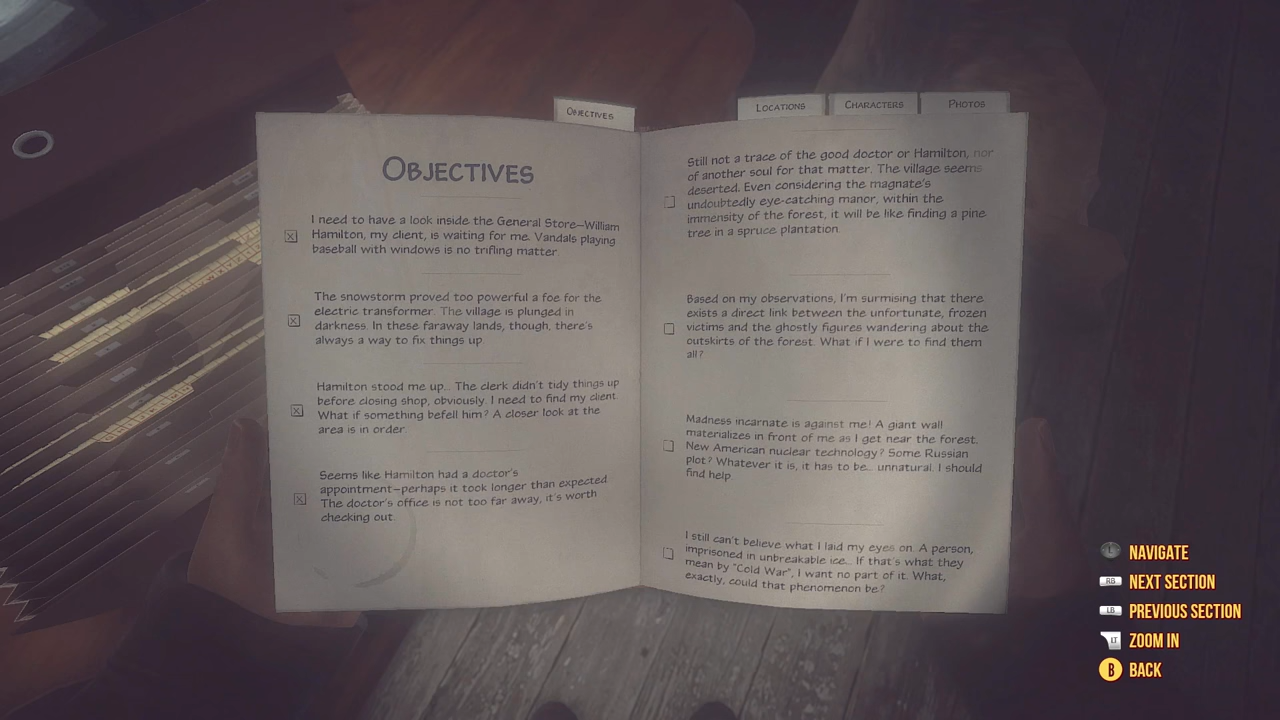 OBJECTIVES
LOCATIONS
CHARACTERS
PHOTOS
OBJECTIVES
I need to have a look inside the General Store—William
Hamilton, my client, is waiting for me. Vandals playing
baseball with windows is no trifling matter.
The snowstorm proved too powerful a foe for the
electric transformer. The village is plunged in
darkness. In these faraway lands, though, there's
always a way to fix things up.
Hamilton stood me up... The clerk didn't tidy things up
before closing shop, obviously. I need to find my client.
What if something befell him? A closer look at the
area is in order.
Seems like Hamilton had a doctor's
appointment—perhaps it took longer than expected.
The doctor's office is not too far away, it's worth
checking out.
Still not a trace of the good doctor or Hamilton, nor
of another soul for that matter. The village seems
deserted. Even considering the magnate's
undoubtedly eye-catching manor, within the
immensity of the forest, it will be like finding a pine
tree in a spruce plantation.
Based on my observations, I'm surmising that there
exists a direct link between the unfortunate, frozen
victims and the ghostly figures wandering about the
outskirts of the forest. What if I were to find them
all?
Madness incarnate is against me! A giant wall
materializes in front of me as I get near the forest.
New American nuclear technology? Some Russian
plot? Whatever it is, it has to be... unnatural. I should
find help.
I still can't believe what I laid my eyes on. A person,
imprisoned in unbreakable ice... If that's what they
mean by "Cold War", I want no part of it. What,
exactly, could that phenomenon be?
L NAVIGATE
RB NEXT SECTION
LB PREVIOUS SECTION
LT ZOOM IN
B BACK